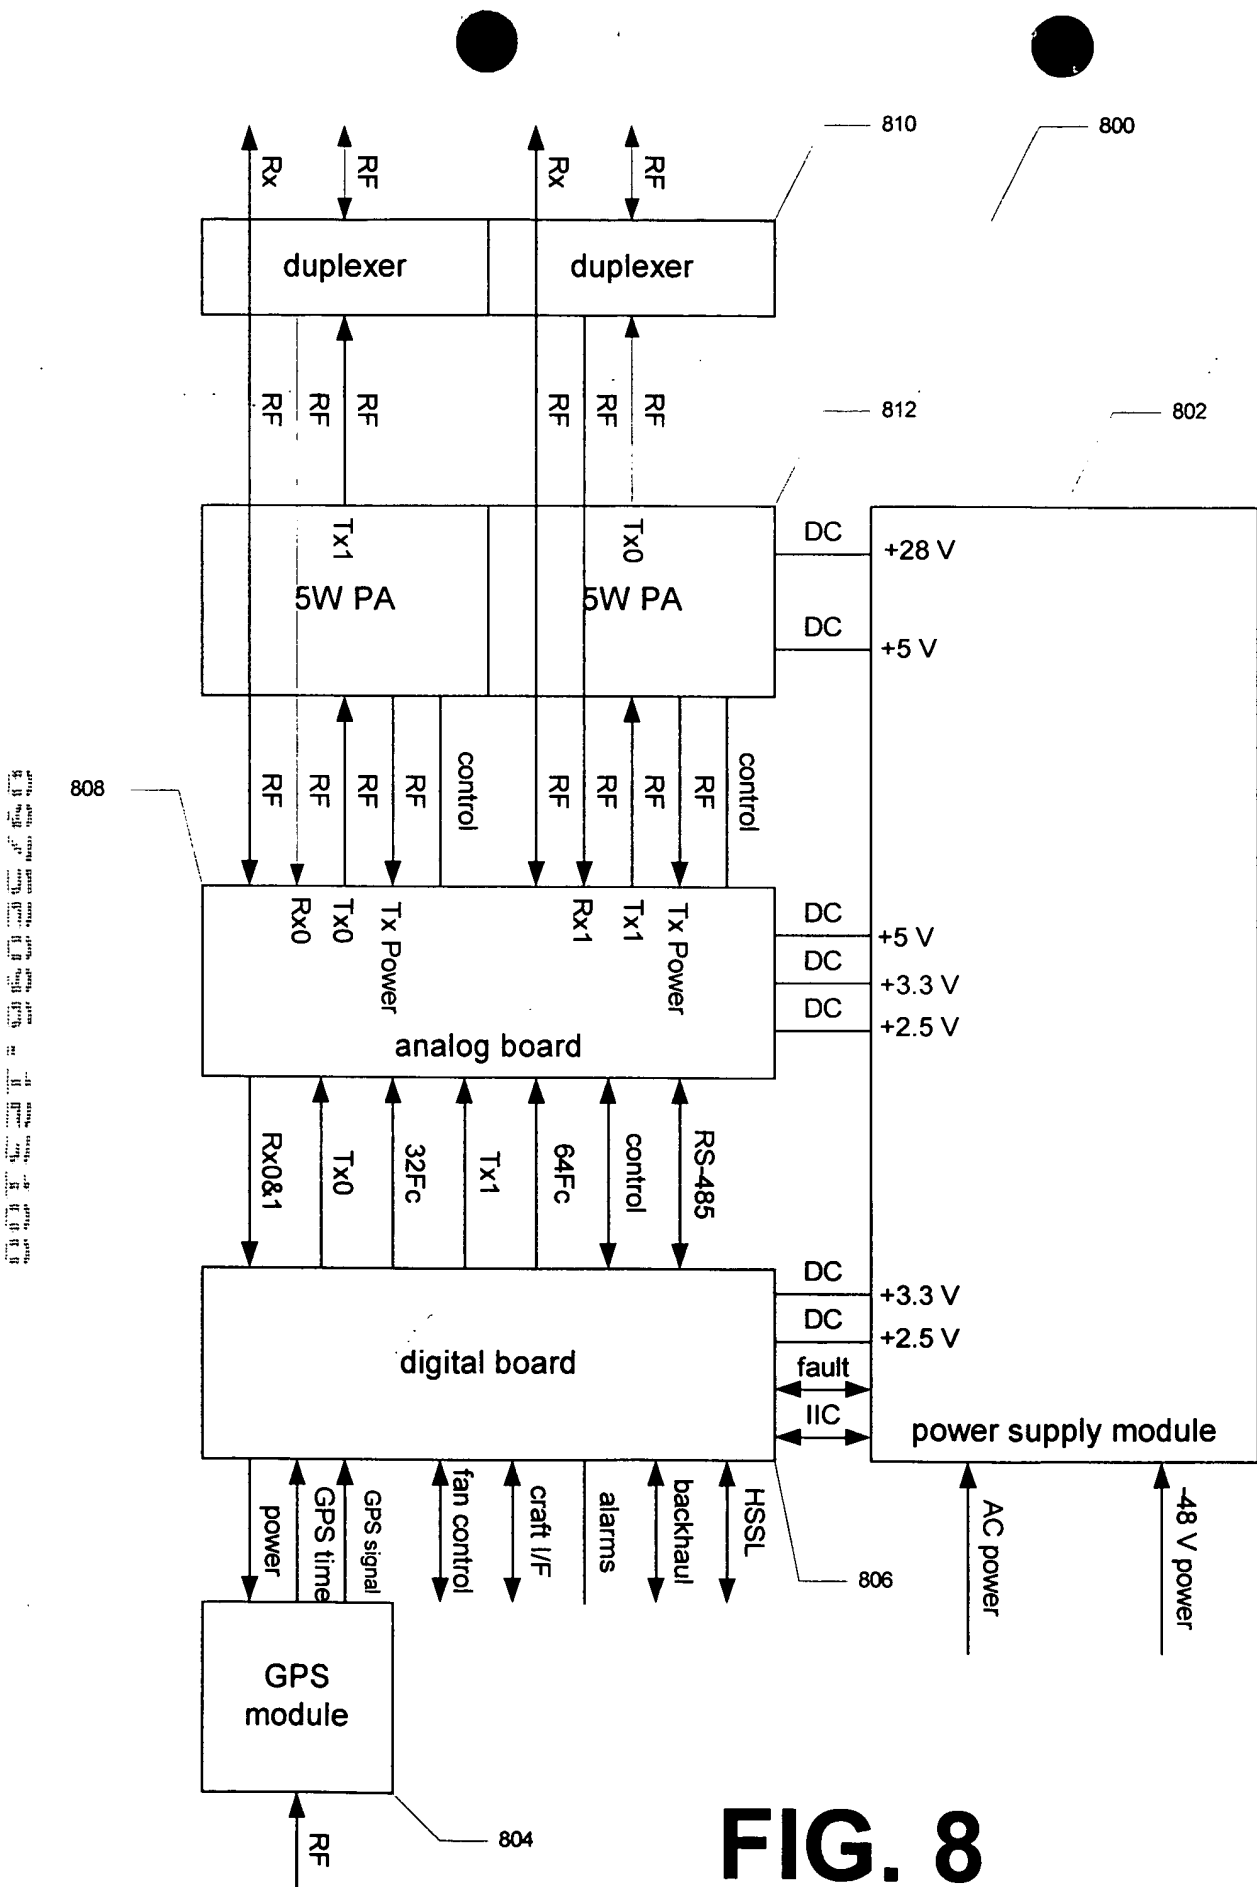 810
800
Rx
RF
Rx
RF
duplexer
duplexer
RF
RF
RF
RF
RF
RF
812
802
Tx1
Tx0
5W PA
5W PA
DC
+28 V
DC
+5 V
808
RF
RF
RF
RF
control
RF
RF
RF
RF
control
Rx0
Tx0
Tx Power
Rx1
Tx1
Tx Power
DC
+5 V
DC
+3.3 V
DC
+2.5 V
analog board
Rx0&1
Tx0
32Fc
Tx1
64Fc
control
RS-485
DC
+3.3 V
DC
+2.5 V
digital board
fault
IIC
power supply module
power
GPS time
GPS signal
fan control
craft I/F
alarms
backhaul
HSSL
806
AC power
-48 V power
GPS
module
804
RF
FIG. 8